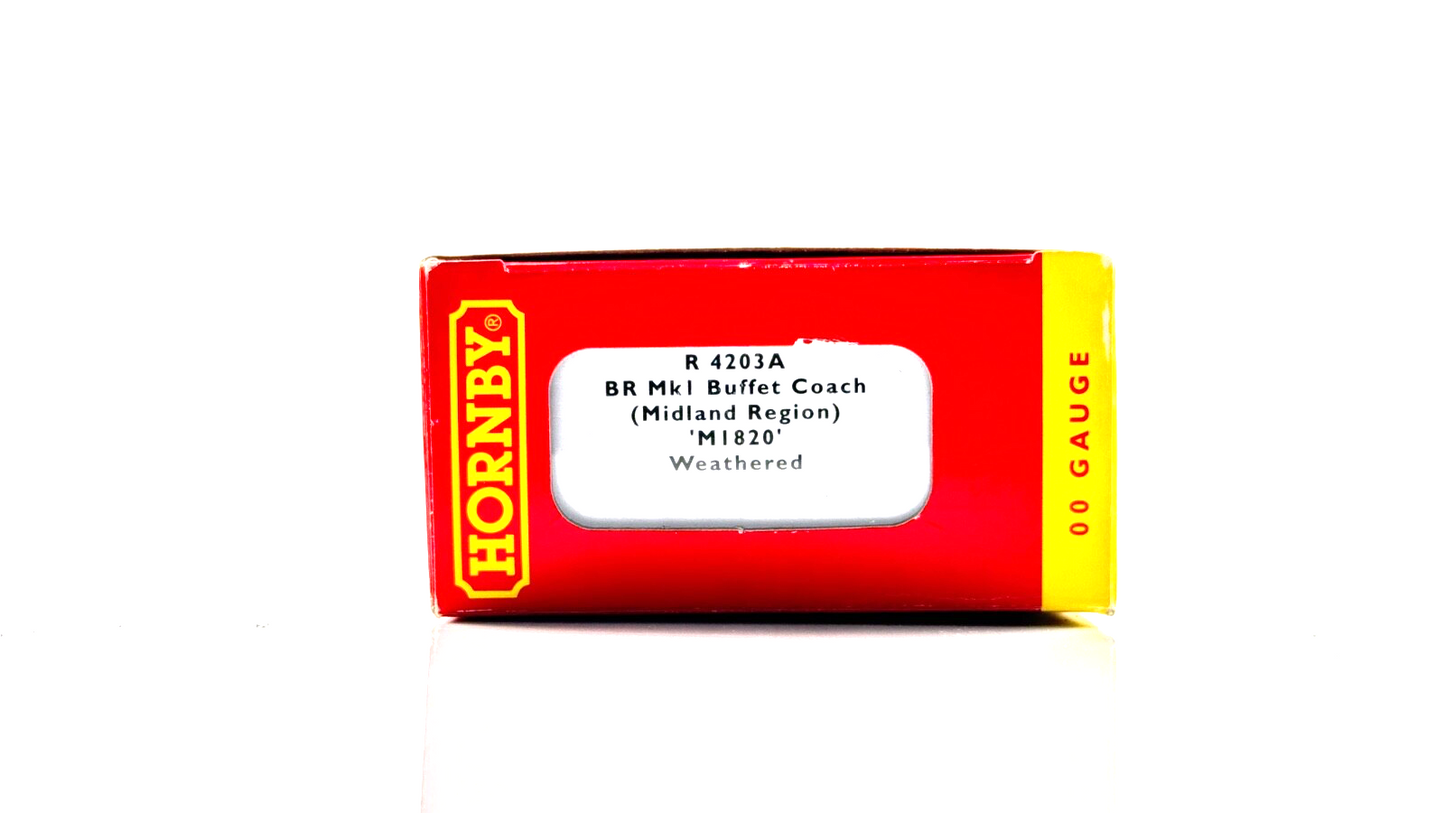 HORNBY®
R 4203A
BR Mk1 Buffet Coach
(Midland Region)
'M1820'
Weathered
00 GAUGE